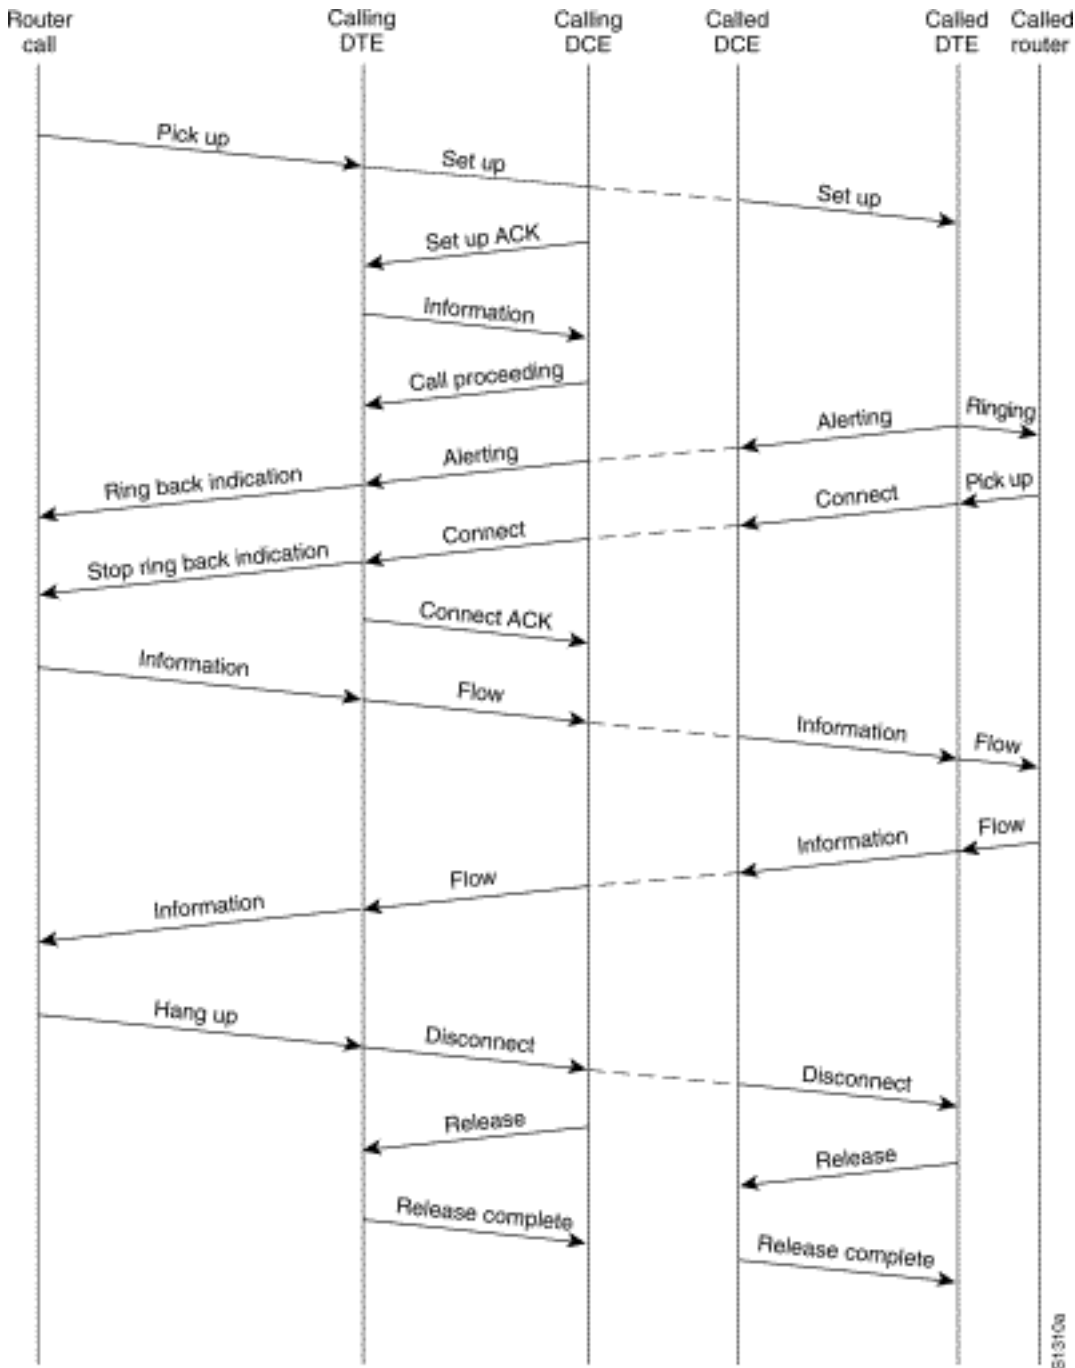 Router call
Calling DTE
Calling DCE
Called DCE
Called DTE
Called router
Pick up
Set up
Set up
Set up ACK
Information
Call proceeding
Ringing
Alerting
Alerting
Ring back indication
Pick up
Connect
Connect
Stop ring back indication
Connect ACK
Information
Flow
Information
Flow
Flow
Information
Flow
Information
Hang up
Disconnect
Disconnect
Release
Release
Release complete
Release complete
S1310a